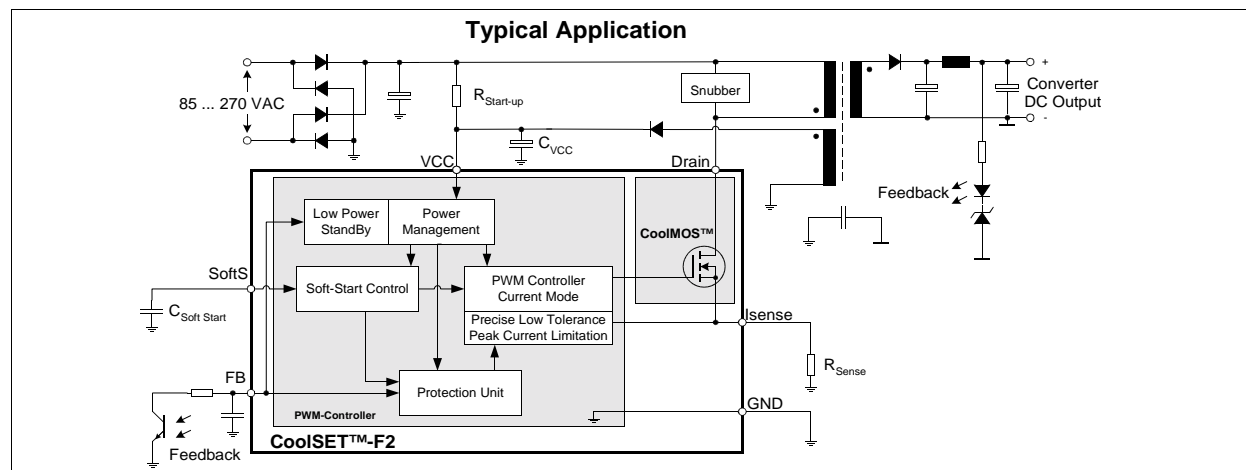 Typical Application
+
Snubber
Converter
DC Output
85 ... 270 VAC
RStart-up
-
CVCC
VCC
Drain
Feedback
Low Power
StandBy
Power
Management
CoolMOS™
SoftS
Soft-Start Control
PWM Controller
Current Mode
CSoft Start
Precise Low Tolerance
Peak Current Limitation
Isense
RSense
FB
Protection Unit
GND
PWM-Controller
CoolSET™-F2
Feedback